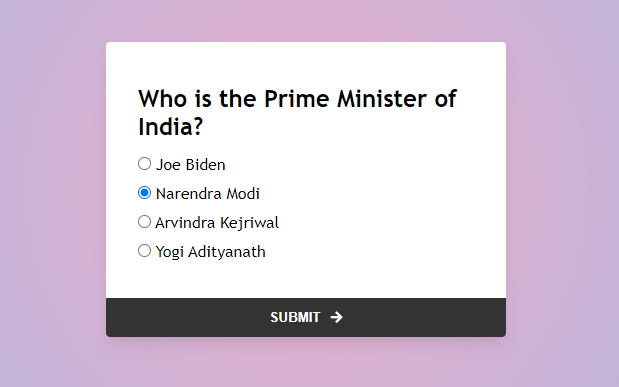 Who is the Prime Minister of
India?
Joe Biden
Narendra Modi
Arvindra Kejriwal
Yogi Adityanath
SUBMIT →